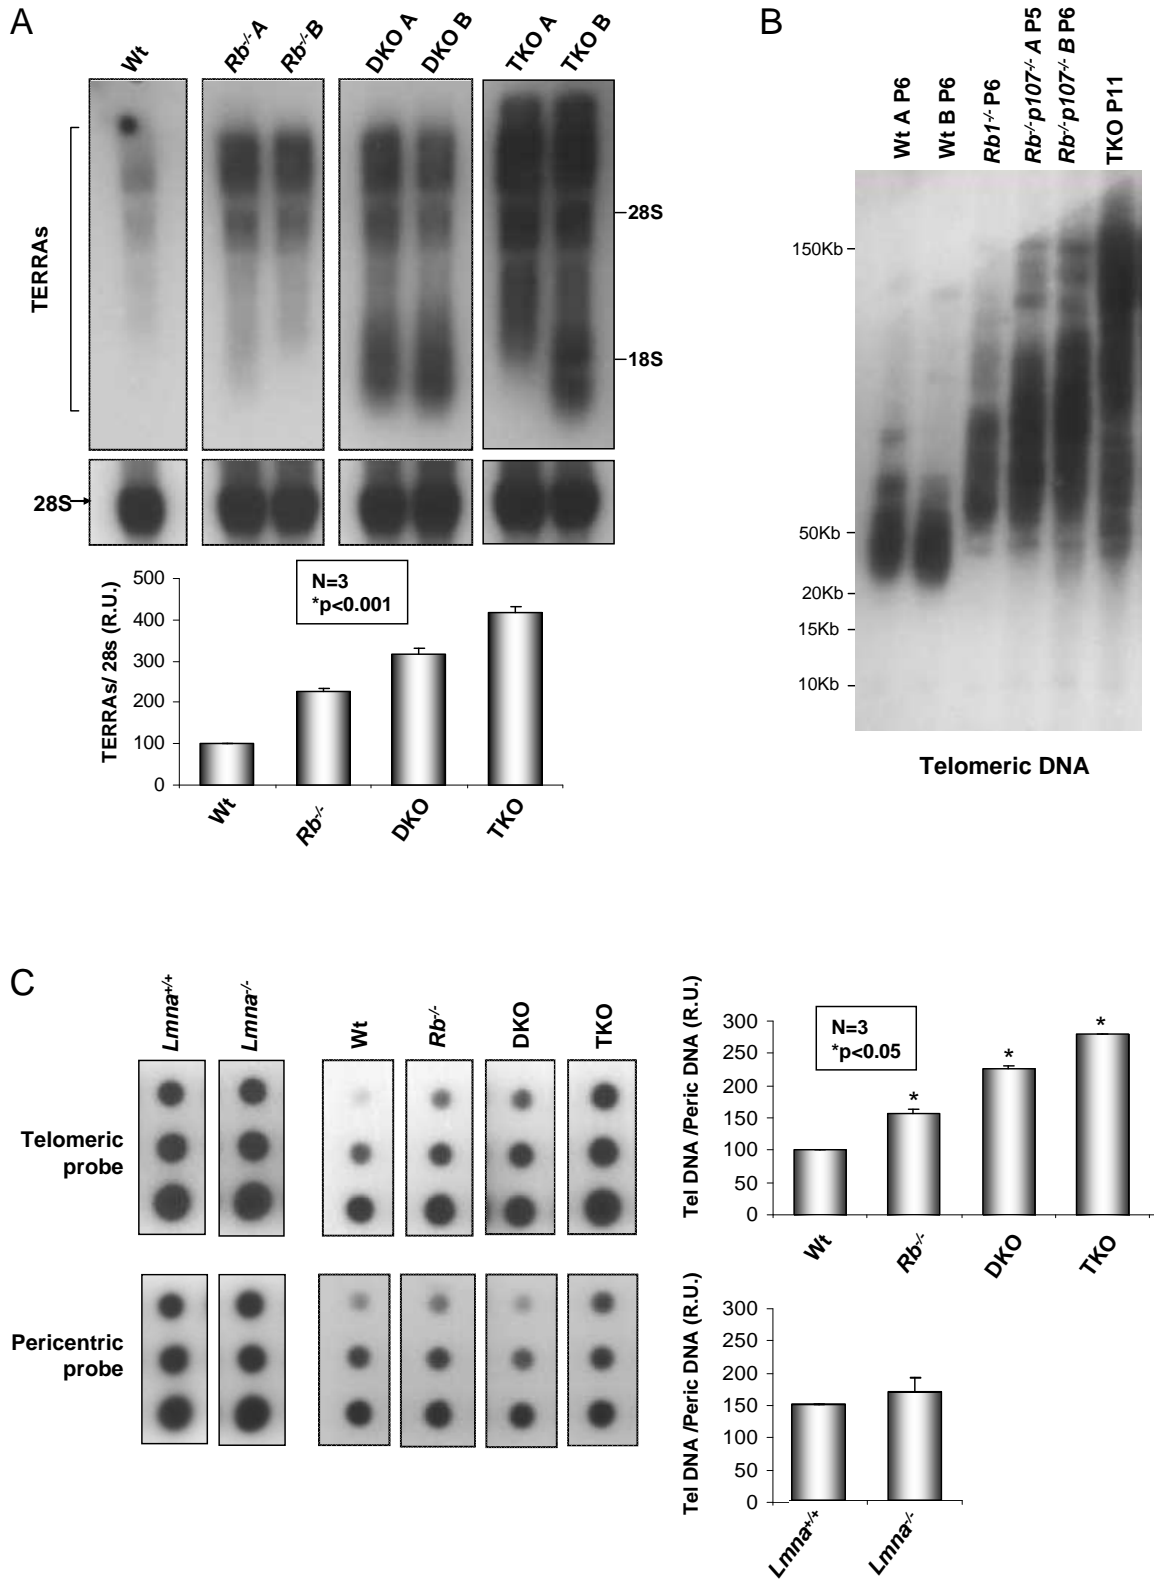 A
Wt
Rb-/- A
Rb-/- B
DKO A
DKO B
TKO A
TKO B
TERRAs
28S
18S
28S
N=3
*p<0.001
TERRAs/ 28s (R.U.)
500
400
300
200
100
0
Wt
Rb-/-
DKO
TKO
B
Wt A P6
Wt B P6
Rb1-/- P6
Rb-/-p107-/- A P5
Rb-/-p107-/- B P6
TKO P11
150Kb
50Kb
20Kb
15Kb
10Kb
Telomeric DNA
C
Lmna+/+
Lmna-/-
Wt
Rb-/-
DKO
TKO
Telomeric
probe
Pericentric
probe
Tel DNA /Peric DNA (R.U.)
300
250
200
150
100
50
0
N=3
*p<0.05
*
*
*
Wt
Rb-/-
DKO
TKO
Tel DNA /Peric DNA (R.U.)
300
250
200
150
100
50
0
Lmna+/+
Lmna-/-